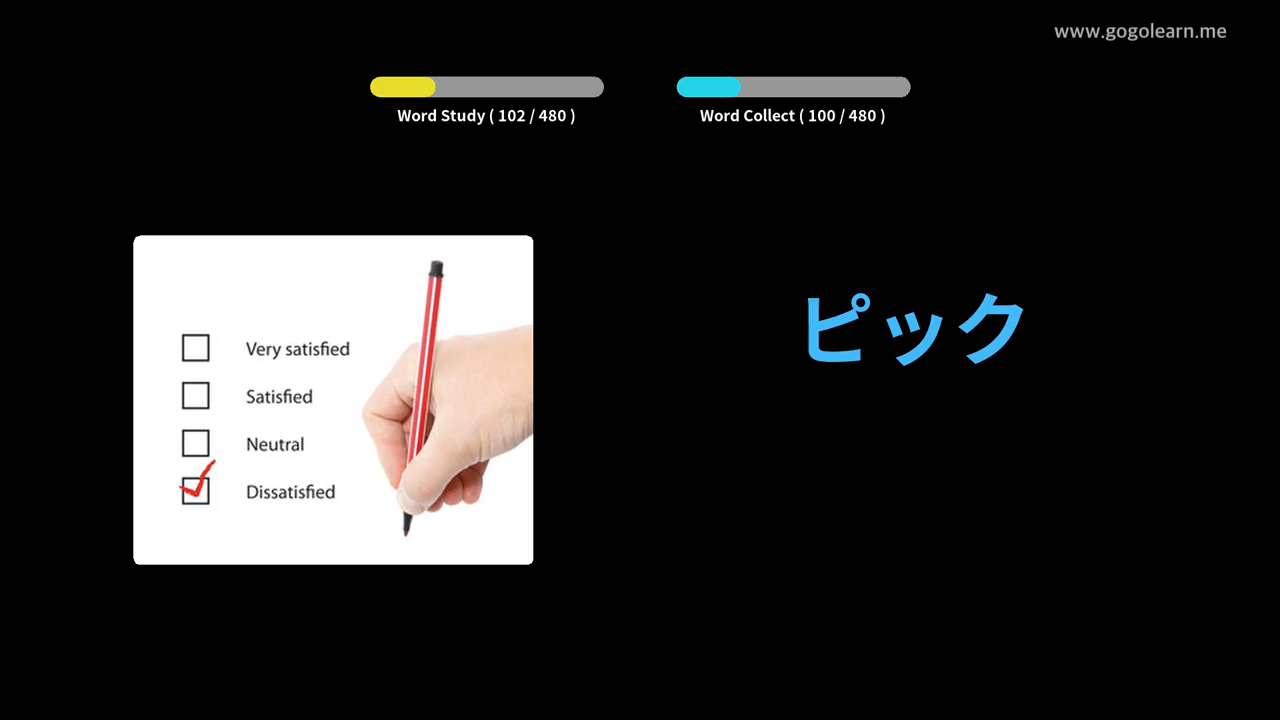 www.gogolearn.me
Word Study ( 102 / 480 )
Word Collect ( 100 / 480 )
Very satisfied
Satisfied
Neutral
Dissatisfied
ピック